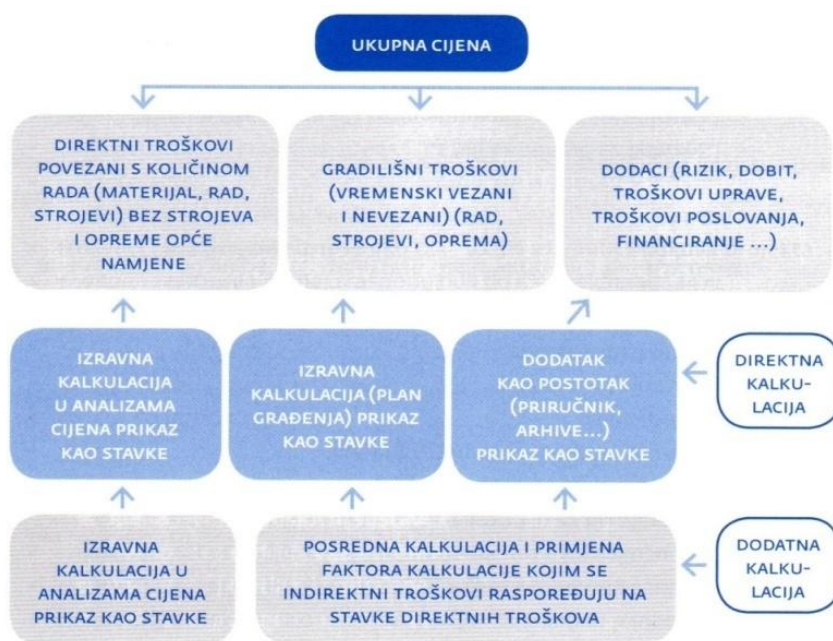 UKUPNA CIJENA
DIREKTNI TROŠKOVI
POVEZANI S KOLIČINOM
RADA (MATERIJAL, RAD,
STROJEVI) BEZ STROJEVA
I OPREME OPĆE
NAMJENE
GRADILIŠNI TROŠKOVI
(VREMENSKI VEZANI
I NEVEZANI) (RAD,
STROJEVI, OPREMA)
DODACI (RIZIK, DOBIT,
TROŠKOVI UPRAVE,
TROŠKOVI POSLOVANJA,
FINANCIRANJE ...)
IZRAVNA
KALKULACIJA
U ANALIZAMA
CIJENA PRIKAZ
KAO STAVKE
IZRAVNA
KALKULACIJA (PLAN
GRAĐENJA) PRIKAZ
KAO STAVKE
DODATAK
KAO POSTOTAK
(PRIRUČNIK,
ARHIVE...)
PRIKAZ KAO STAVKE
DIREKTNA
KALKU-
LACIJA
IZRAVNA
KALKULACIJA U
ANALIZAMA CIJENA
PRIKAZ KAO STAVKE
POSREDNA KALKULACIJA I PRIMJENA
FAKTORA KALKULACIJE KOJIM SE
INDIREKTNI TROŠKOVI RASPOREĐUJU NA
STAVKE DIREKTNIH TROŠKOVA
DODATNA
KALKU-
LACIJA